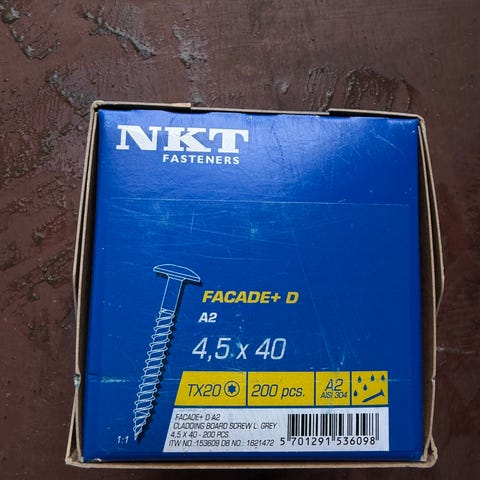 NKT
FASTENERS
FACADE+ D
A2
4,5 x 40
TX20 200 pcs. A2
AISI 304
FACADE+ D A2
CLADDING BOARD SCREW L. GREY
4,5 X 40 - 200 PCS.
ITW NO.:153609 DB NO.: 1621472
5 701291 536098
1:1